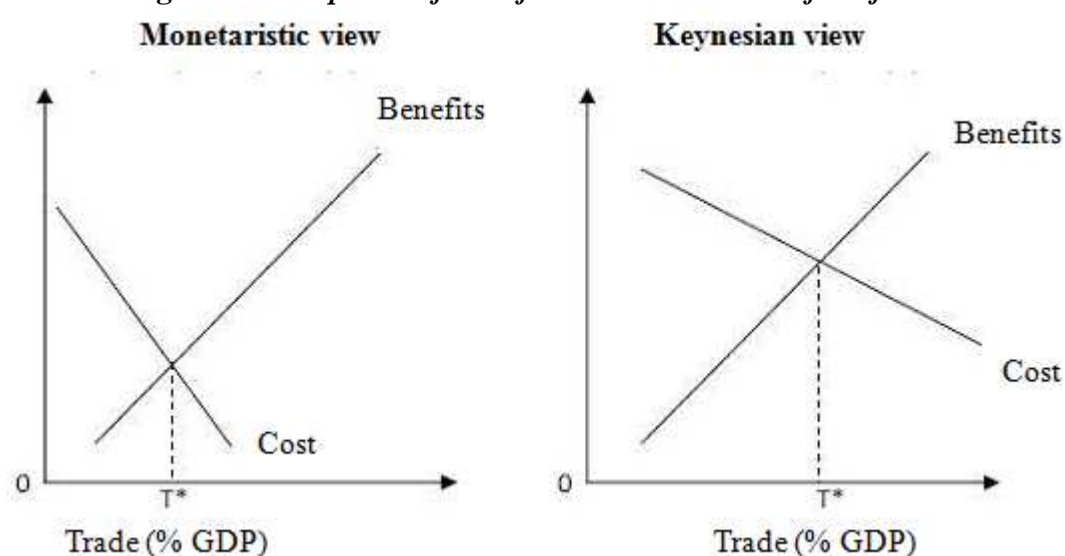 Monetaristic view
Keynesian view
Benefits
Cost
0
T*
Trade (% GDP)
Benefits
Cost
0
T*
Trade (% GDP)